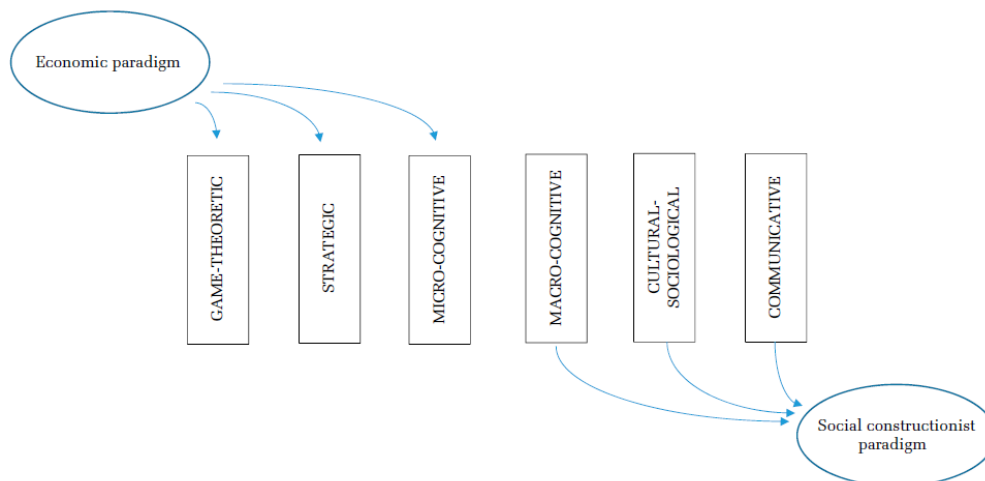 Economic paradigm
GAME-THEORETIC
STRATEGIC
MICRO-COGNITIVE
MACRO-COGNITIVE
CULTURAL-
SOCIOLOGICAL
COMMUNICATIVE
Social constructionist
paradigm